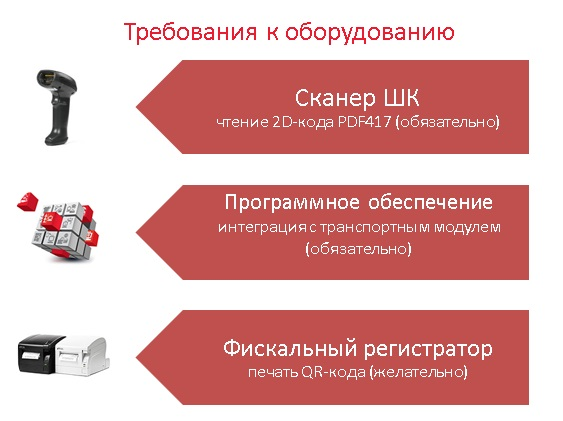 Требования к оборудованию
Сканер ШК
чтение 2D-кода PDF417 (обязательно)
Программное обеспечение
интеграция с транспортным модулем
(обязательно)
Фискальный регистратор
печать QR-кода (желательно)